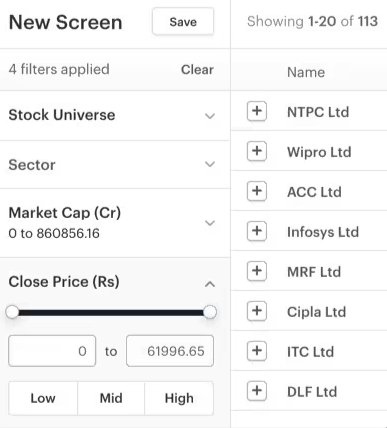 New Screen
Save
4 filters applied
Clear
Stock Universe
Sector
Market Cap (Cr)
0 to 860856.16
Close Price (Rs)
0 to 61996.65
Low Mid High
Showing 1-20 of 113
Name
NTPC Ltd
Wipro Ltd
ACC Ltd
Infosys Ltd
MRF Ltd
Cipla Ltd
ITC Ltd
DLF Ltd